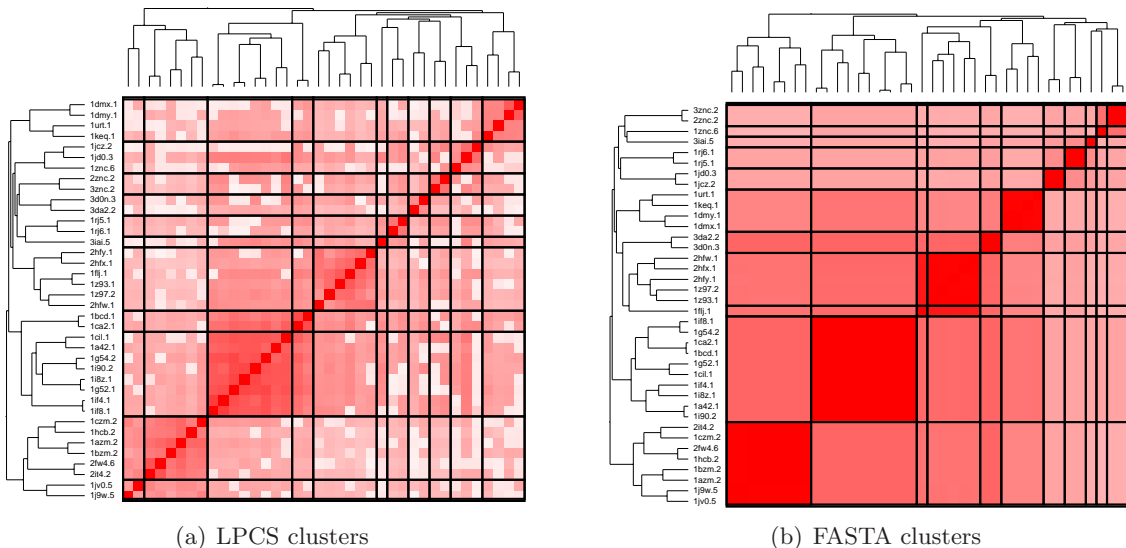 1dmx.1
1dmy.1
1urt.1
1keq.1
1jcz.2
1jd0.3
1znc.6
2znc.2
3znc.2
3d0n.3
3da2.2
1rj5.1
1rj6.1
3iai.5
2hfy.1
2hfx.1
1flj.1
1z93.1
1z97.2
2hfw.1
1bcd.1
1ca2.1
1cil.1
1a42.1
1g54.2
1i90.2
1i8z.1
1g52.1
1if4.1
1if8.1
1czm.2
1hcb.2
1azm.2
1bzm.2
2fw4.6
2it4.2
1jv0.5
1j9w.5
(a) LPCS clusters
3znc.2
2znc.2
1znc.6
3iai.5
1rj6.1
1rj5.1
1jd0.3
1jcz.2
1urt.1
1keq.1
1dmy.1
1dmx.1
3da2.2
3d0n.3
2hfw.1
2hfx.1
2hfy.1
1z97.2
1z93.1
1flj.1
1if8.1
1g54.2
1ca2.1
1bcd.1
1g52.1
1cil.1
1if4.1
1i8z.1
1a42.1
1i90.2
2it4.2
1czm.2
2fw4.6
1hcb.2
1bzm.2
1azm.2
1j9w.5
1jv0.5
(b) FASTA clusters